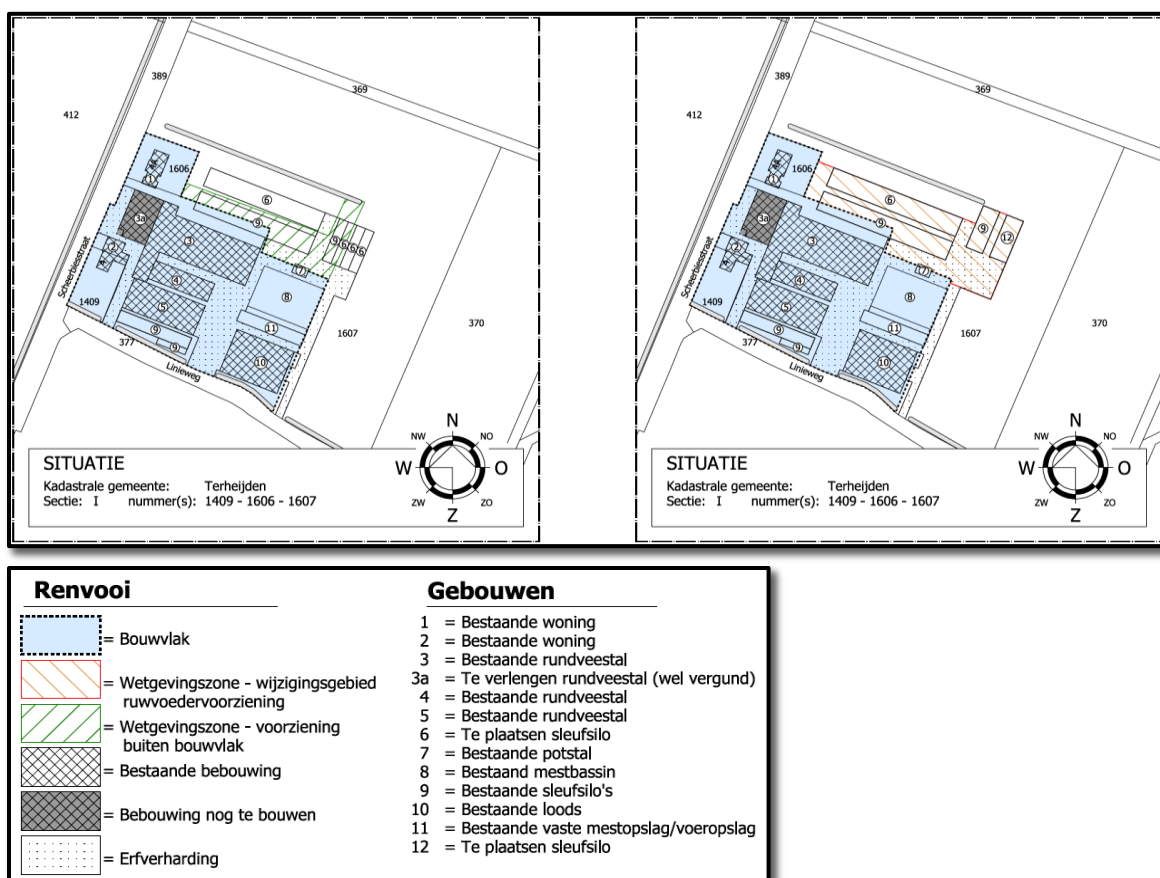 389
369
412
1606
1
6
3a
9
3
9
6
6
6
2
7
4
8
5
Scheerbiesstraat
1409
9
11
1607
370
377
9
10
Linieweg
N
NW
NO
W
O
ZW
ZO
Z
SITUATIE
Kadastrale gemeente: Terheijden
Sectie: I nummer(s): 1409 - 1606 - 1607
389
369
412
1606
1
6
3a
9
9
12
3
2
7
4
8
5
Scheerbiesstraat
1409
9
11
1607
370
377
9
10
Linieweg
N
NW
NO
W
O
ZW
ZO
Z
SITUATIE
Kadastrale gemeente: Terheijden
Sectie: I nummer(s): 1409 - 1606 - 1607
Renvooi
= Bouwvlak
= Wetgevingszone - wijzigingsgebied
ruwvoedervoorziening
= Wetgevingszone - voorziening
buiten bouwvlak
= Bestaande bebouwing
= Bebouwing nog te bouwen
= Erfverharding
Gebouwen
1 = Bestaande woning
2 = Bestaande woning
3 = Bestaande rundveestal
3a = Te verlengen rundveestal (wel vergund)
4 = Bestaande rundveestal
5 = Bestaande rundveestal
6 = Te plaatsen sleufsilo
7 = Bestaande potstal
8 = Bestaand mestbassin
9 = Bestaande sleufsilo's
10 = Bestaande loods
11 = Bestaande vaste mestopslag/voeropslag
12 = Te plaatsen sleufsilo